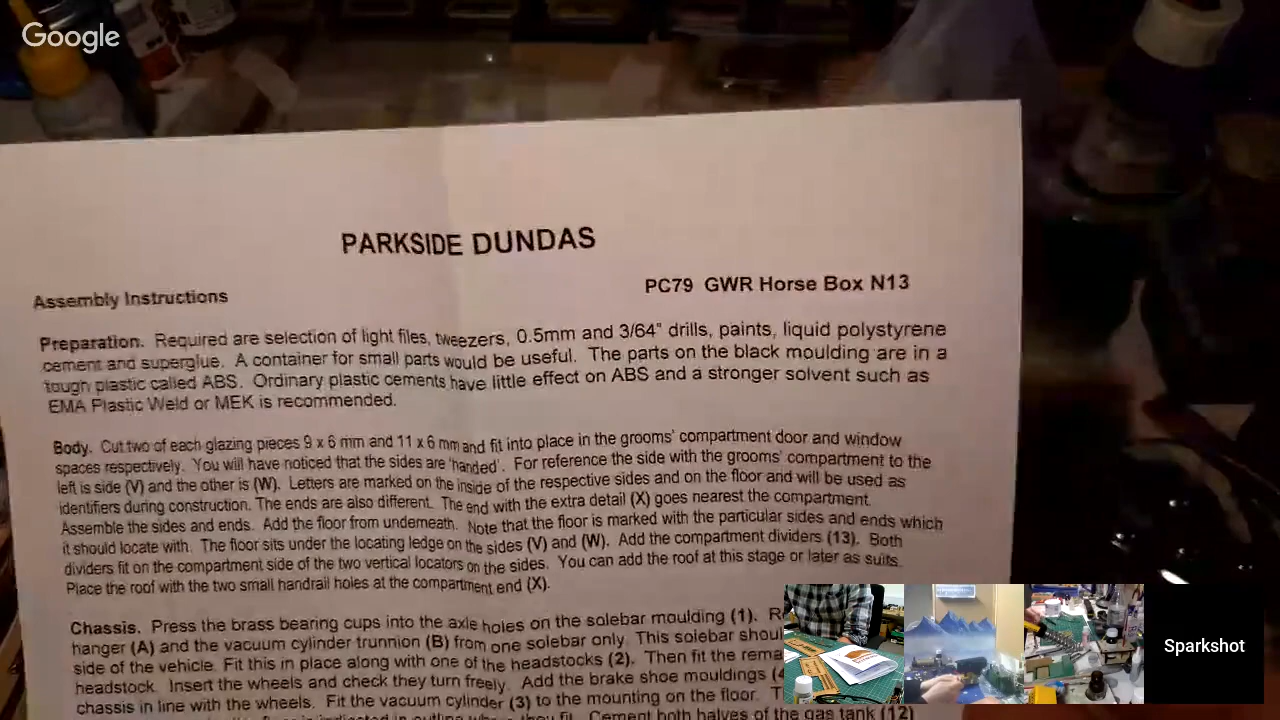 Google
PARKSIDE DUNDAS
Assembly Instructions
PC79 GWR Horse Box N13
Preparation. Required are selection of light files, tweezers, 0.5mm and 3/64" drills, paints, liquid polystyrene
cement and superglue. A container for small parts would be useful. The parts on the black moulding are in a
tough plastic called ABS. Ordinary plastic cements have little effect on ABS and a stronger solvent such as
EMA Plastic Weld or MEK is recommended.
Body. Cut two of each glazing pieces 9 x 6 mm and 11 x 6 mm and fit into place in the grooms' compartment door and window
spaces respectively. You will have noticed that the sides are 'handed'. For reference the side with the grooms' compartment to the
left is side (V) and the other is (W). Letters are marked on the inside of the respective sides and on the floor and will be used as
identifiers during construction. The ends are also different. The end with the extra detail (X) goes nearest the compartment.
Assemble the sides and ends. Add the floor from underneath. Note that the floor is marked with the particular sides and ends which
it should locate with. The floor sits under the locating ledge on the sides (V) and (W). Add the compartment dividers (13). Both
dividers fit on the compartment side of the two vertical locators on the sides. You can add the roof at this stage or later as suits.
Place the roof with the two small handrail holes at the compartment end (X).
Chassis. Press the brass bearing cups into the axle holes on the solebar moulding (1).
hanger (A) and the vacuum cylinder trunnion (B) from one solebar only. This solebar
side of the vehicle. Fit this in place along with one of the headstocks (2). Then fit the
headstock. Insert the wheels and check they turn freely. Add the brake shoe mouldings
chassis in line with the wheels. Fit the vacuum cylinder (3) to the mounting on the floor.
they fit. Cement both halves of the gas tank (12)
Sparkshot